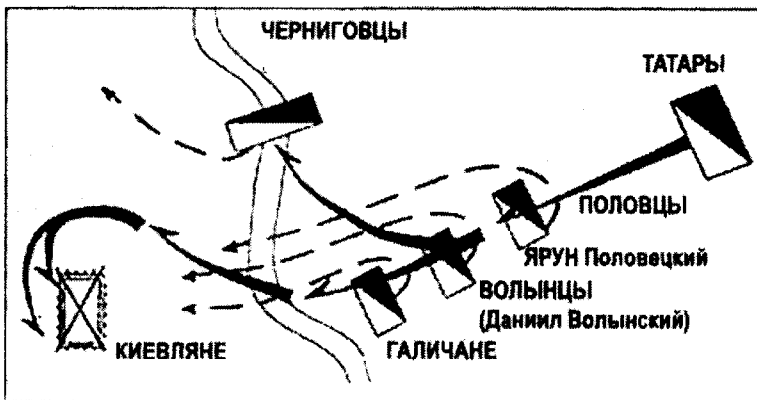 ЧЕРНИГОВЦЫ
ТАТАРЫ
ПОЛОВЦЫ
ЯРУН Половецкий
ВОЛЫНЦЫ
(Даниил Волынский)
ГАЛИЧАНЕ
КИЕВЛЯНЕ